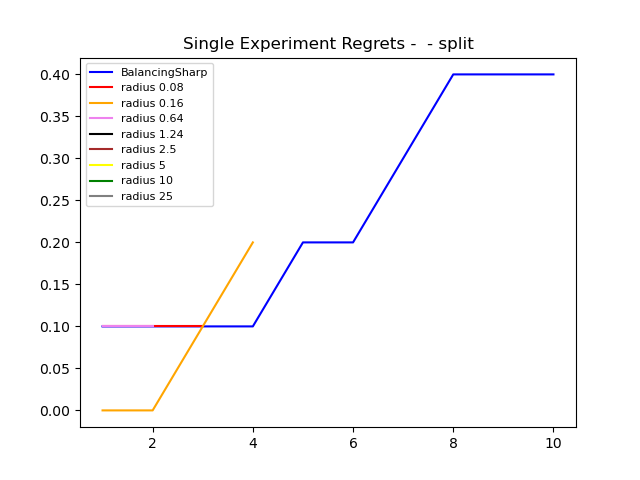 Single Experiment Regrets -  - split
0.40
0.35
0.30
0.25
0.20
0.15
0.10
0.05
0.00
BalancingSharp
radius 0.08
radius 0.16
radius 0.64
radius 1.24
radius 2.5
radius 5
radius 10
radius 25
2 4 6 8 10